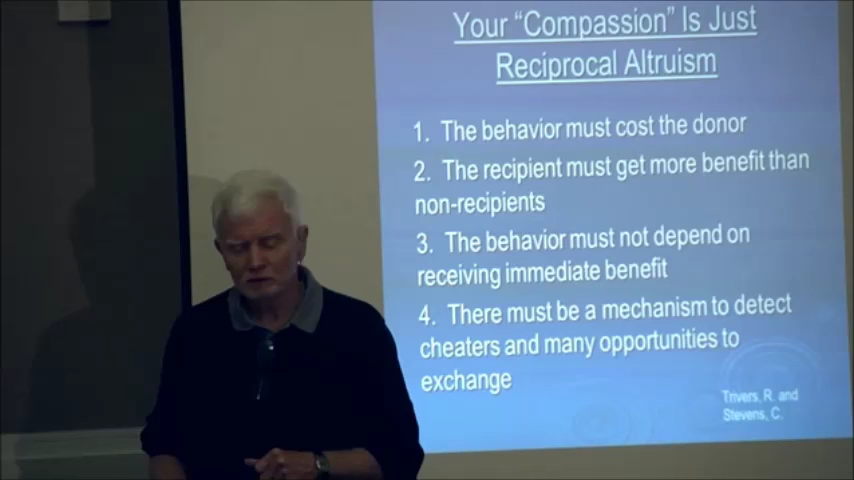 Your “Compassion” Is Just
Reciprocal Altruism
1. The behavior must cost the donor
2. The recipient must get more benefit than
non-recipients
3. The behavior must not depend on
receiving immediate benefit
4. There must be a mechanism to detect
cheaters and many opportunities to
exchange
Trivers, R. and
Stevens, C.